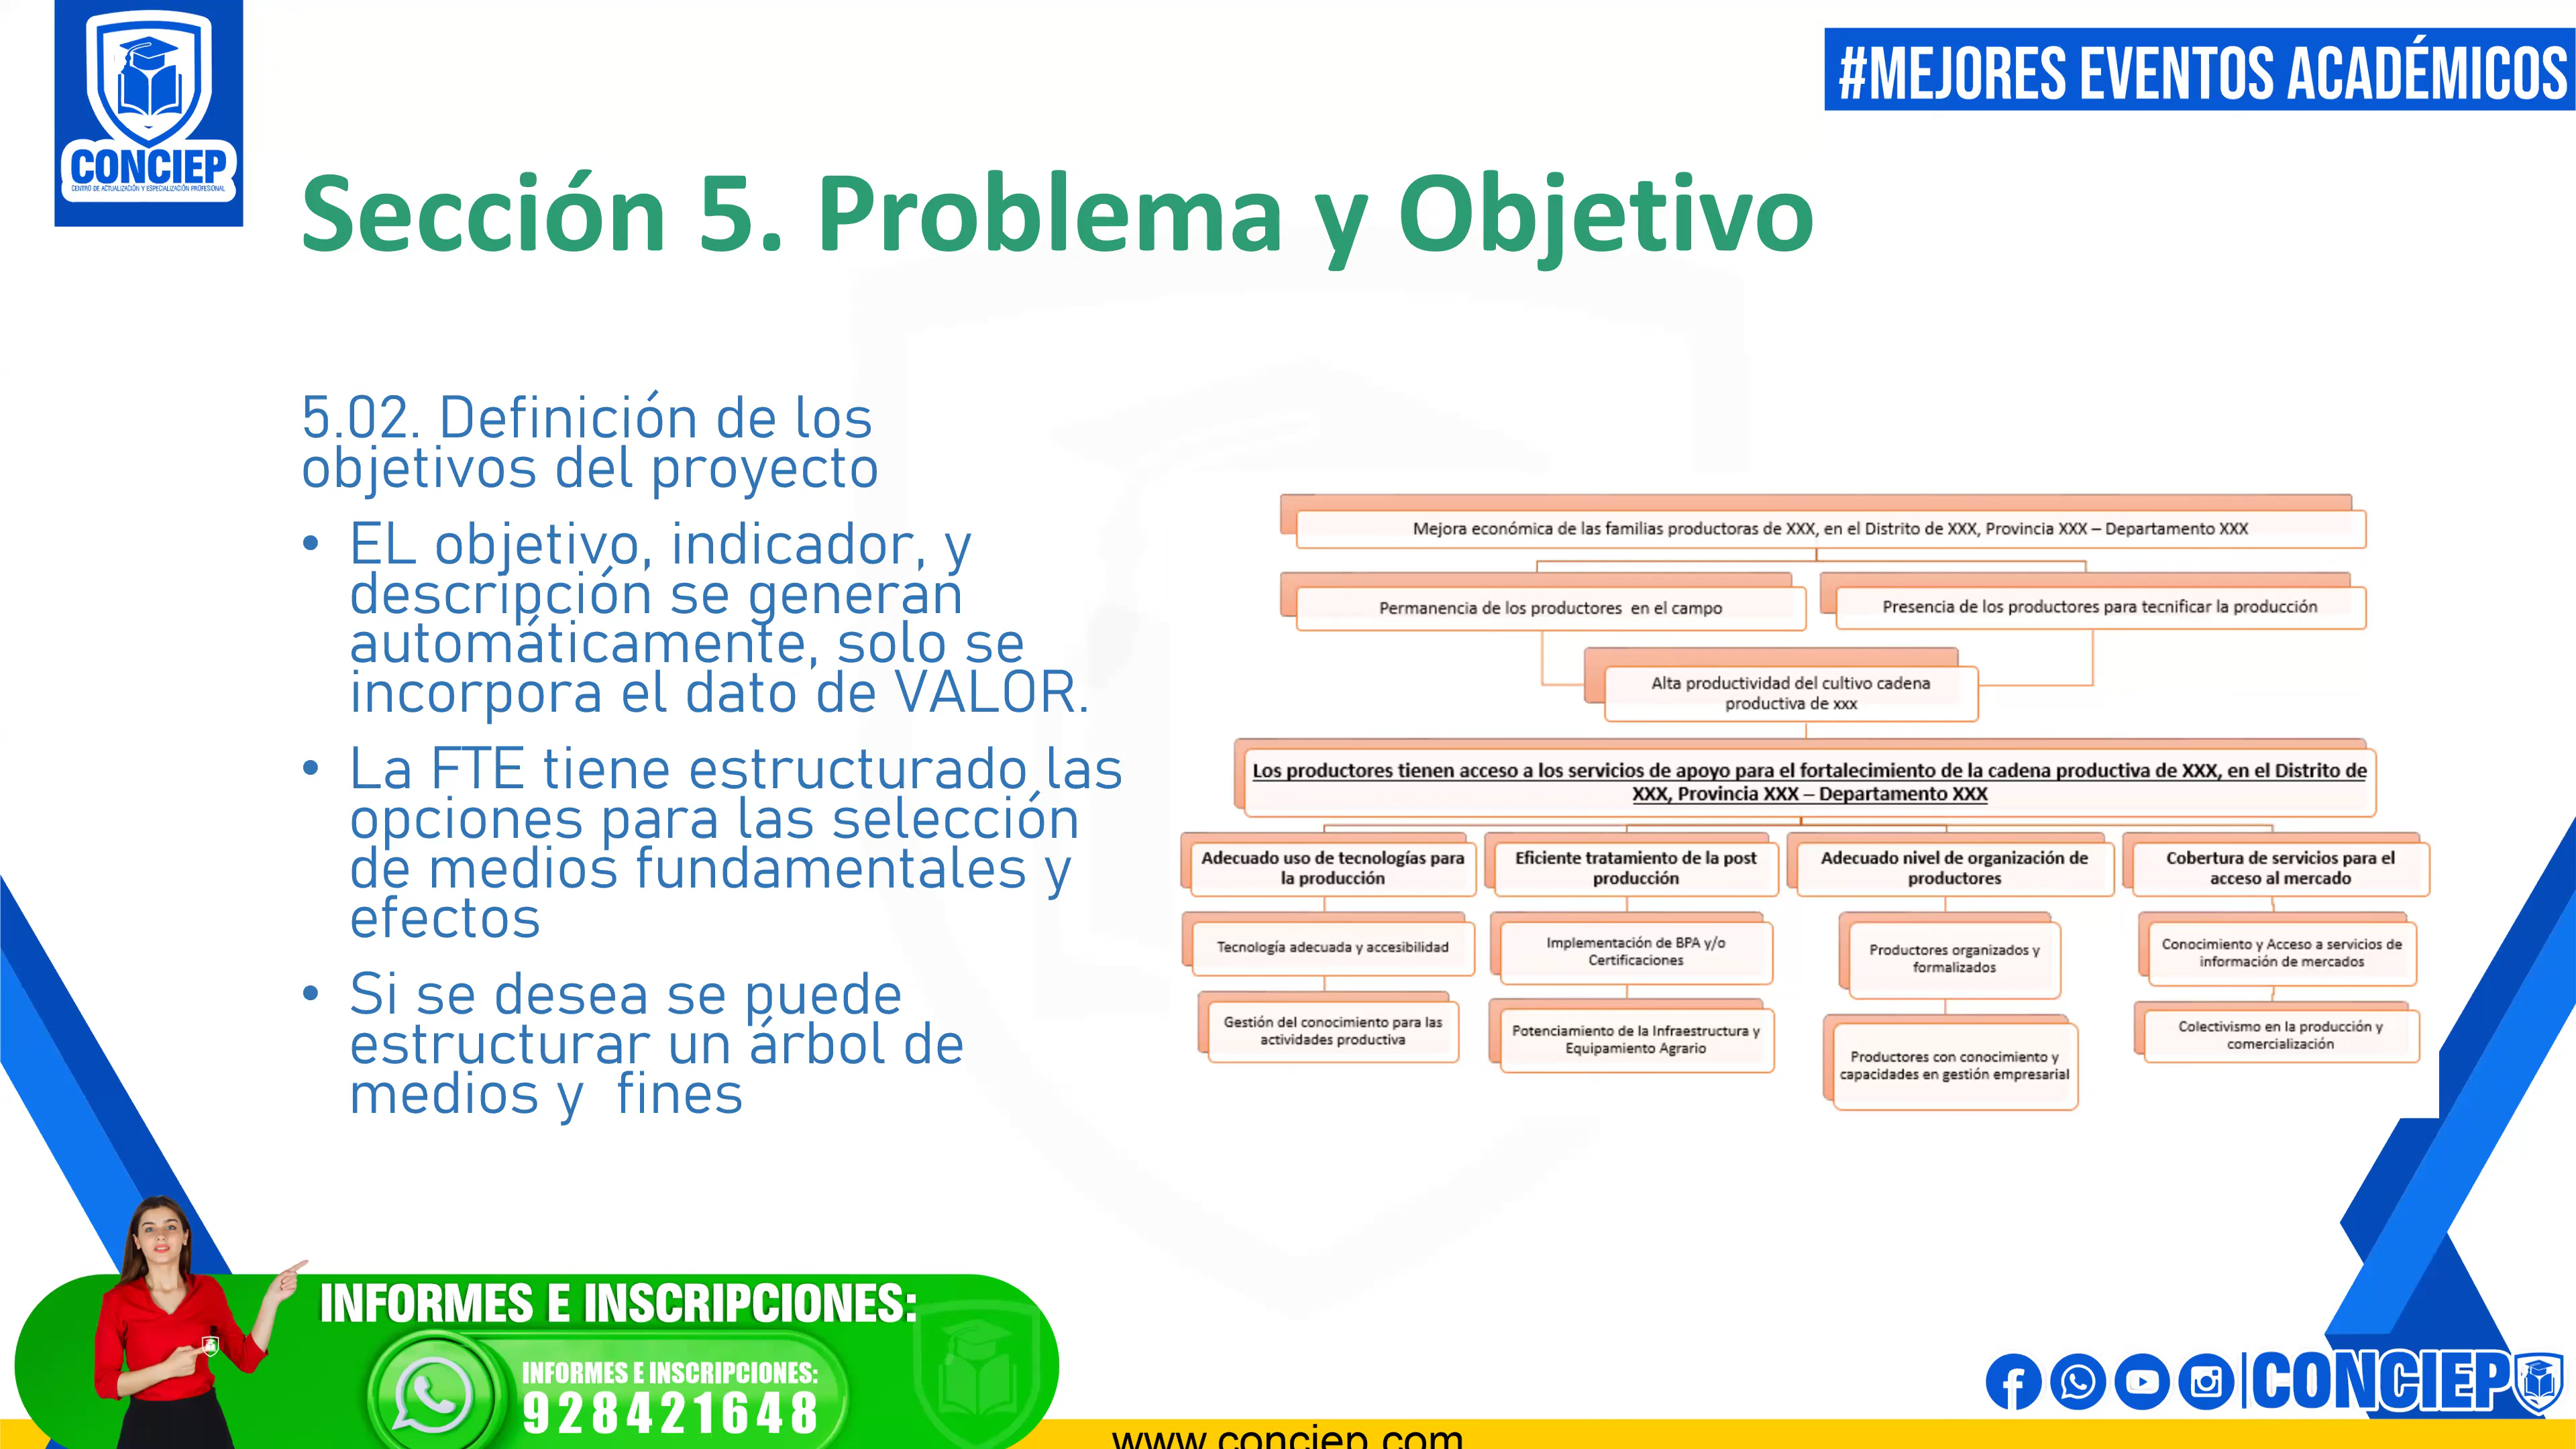 #MEJORES EVENTOS ACADÉMICOS
CONCIEP
CENTRO DE ACTUALIZACIÓN Y ESPECIALIZACIÓN PROFESIONAL
Sección 5. Problema y Objetivo
5.02. Definición de los
objetivos del proyecto
• EL objetivo, indicador, y
descripción se generan
automáticamente, solo se
incorpora el dato de VALOR.
• La FTE tiene estructurado las
opciones para las selección
de medios fundamentales y
efectos
• Si se desea se puede
estructurar un árbol de
medios y fines
Mejora económica de las familias productoras de XXX, en el Distrito de XXX, Provincia XXX – Departamento XXX
Permanencia de los productores en el campo
Presencia de los productores para tecnificar la producción
Alta productividad del cultivo cadena
productiva de xxx
Los productores tienen acceso a los servicios de apoyo para el fortalecimiento de la cadena productiva de XXX, en el Distrito de
XXX, Provincia XXX – Departamento XXX
Adecuado uso de tecnologías para
la producción
Eficiente tratamiento de la post
producción
Adecuado nivel de organización de
productores
Cobertura de servicios para el
acceso al mercado
Tecnología adecuada y accesibilidad
Implementación de BPA y/o
Certificaciones
Productores organizados y
formalizados
Conocimiento y Acceso a servicios de
información de mercados
Gestión del conocimiento para las
actividades productiva
Potenciamiento de la Infraestructura y
Equipamiento Agrario
Productores con conocimiento y
capacidades en gestión empresarial
Colectivismo en la producción y
comercialización
INFORMES E INSCRIPCIONES:
INFORMES E INSCRIPCIONES:
928421648
CONCIEP
www.conciep.com